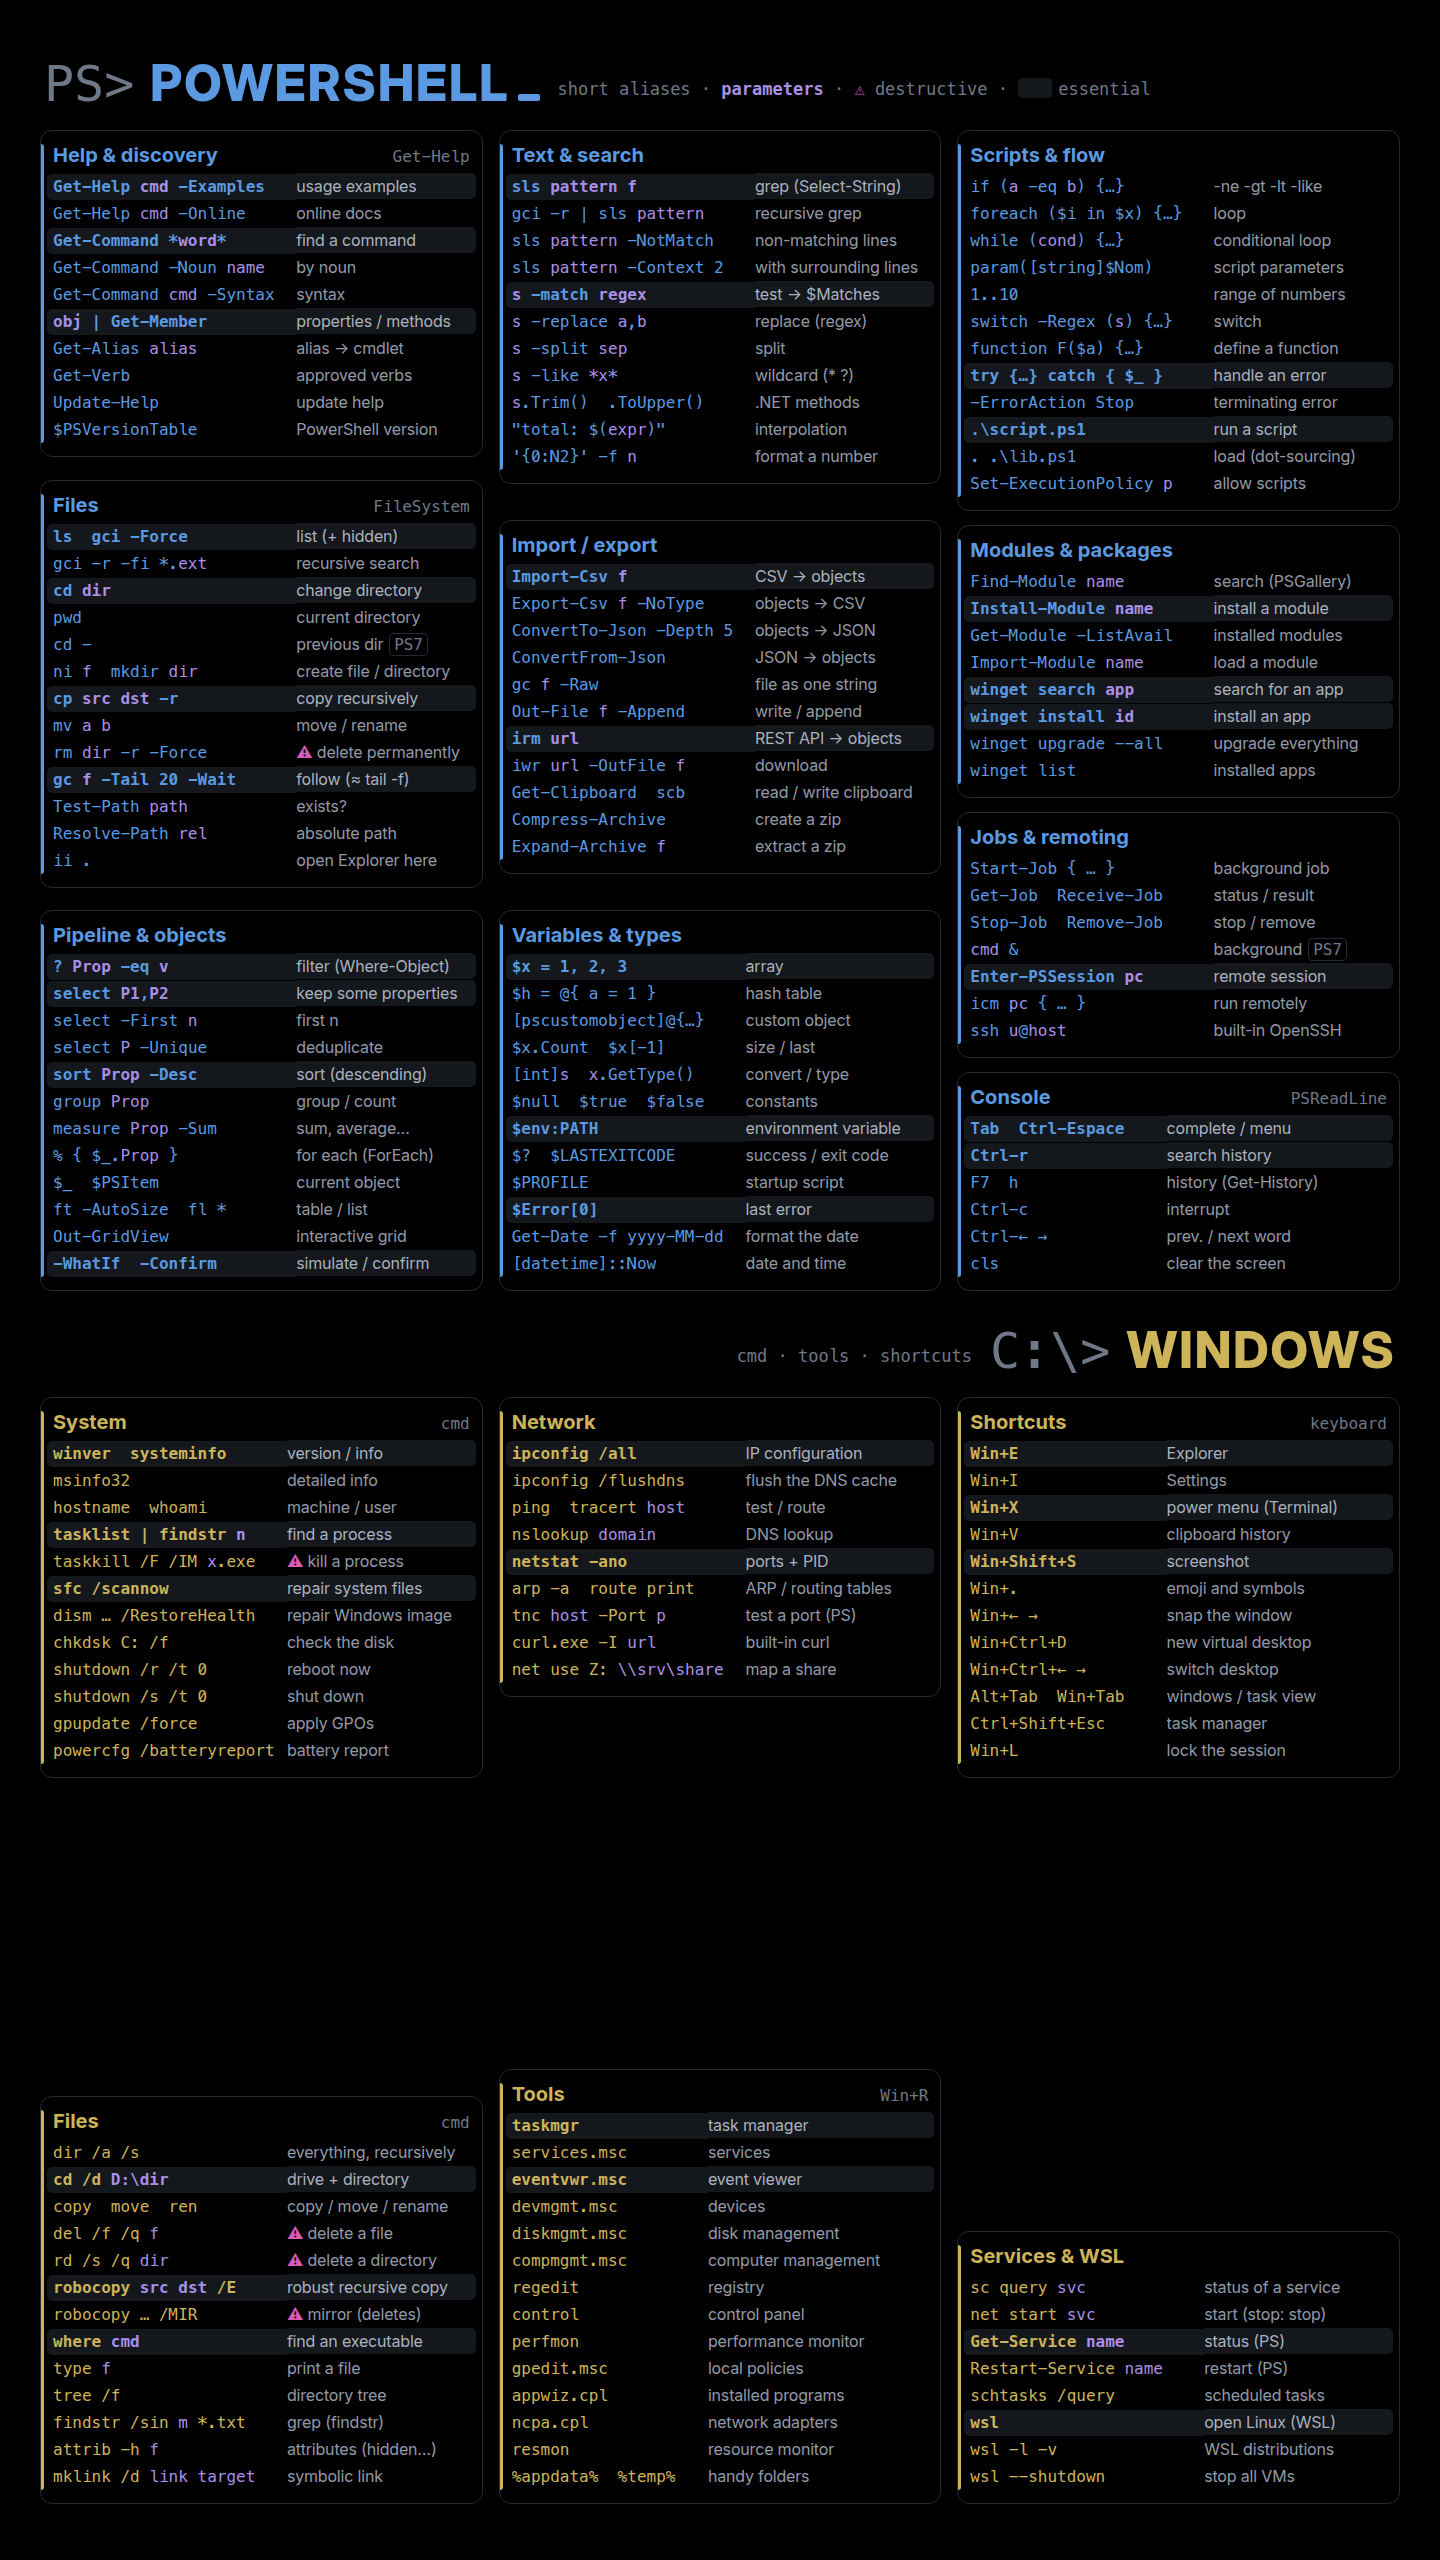 PS> POWERSHELL_ short aliases · parameters · ⚠ destructive · essential
Help & discovery Get-Help
Get-Help cmd -Examples usage examples
Get-Help cmd -Online online docs
Get-Command *word* find a command
Get-Command -Noun name by noun
Get-Command cmd -Syntax syntax
obj | Get-Member properties / methods
Get-Alias alias alias → cmdlet
Get-Verb approved verbs
Update-Help update help
$PSVersionTable PowerShell version
Files FileSystem
ls gci -Force list (+ hidden)
gci -r -fi *.ext recursive search
cd dir change directory
pwd current directory
cd - previous dir PS7
ni f mkdir dir create file / directory
cp src dst -r copy recursively
mv a b move / rename
rm dir -r -Force ⚠ delete permanently
gc f -Tail 20 -Wait follow (≈ tail -f)
Test-Path path exists?
Resolve-Path rel absolute path
ii . open Explorer here
Pipeline & objects
? Prop -eq v filter (Where-Object)
select P1,P2 keep some properties
select -First n first n
select P -Unique deduplicate
sort Prop -Desc sort (descending)
group Prop group / count
measure Prop -Sum sum, average…
% { $_.Prop } for each (ForEach)
$_ $PSItem current object
ft -AutoSize fl * table / list
Out-GridView interactive grid
-WhatIf -Confirm simulate / confirm
Text & search
sls pattern f grep (Select-String)
gci -r | sls pattern recursive grep
sls pattern -NotMatch non-matching lines
sls pattern -Context 2 with surrounding lines
s -match regex test → $Matches
s -replace a,b replace (regex)
s -split sep split
s -like *x* wildcard (* ?)
s.Trim() .ToUpper() .NET methods
"total: $(expr)" interpolation
'{0:N2}' -f n format a number
Import / export
Import-Csv f CSV → objects
Export-Csv f -NoType objects → CSV
ConvertTo-Json -Depth 5 objects → JSON
ConvertFrom-Json JSON → objects
gc f -Raw file as one string
Out-File f -Append write / append
irm url REST API → objects
iwr url -OutFile f download
Get-Clipboard scb read / write clipboard
Compress-Archive create a zip
Expand-Archive f extract a zip
Variables & types
$x = 1, 2, 3 array
$h = @{ a = 1 } hash table
[pscustomobject]@{…} custom object
$x.Count $x[-1] size / last
[int]s x.GetType() convert / type
$null $true $false constants
$env:PATH environment variable
$? $LASTEXITCODE success / exit code
$PROFILE startup script
$Error[0] last error
Get-Date -f yyyy-MM-dd format the date
[datetime]::Now date and time
Scripts & flow
if (a -eq b) {…} -ne -gt -lt -like
foreach ($i in $x) {…} loop
while (cond) {…} conditional loop
param([string]$Nom) script parameters
1..10 range of numbers
switch -Regex (s) {…} switch
function F($a) {…} define a function
try {…} catch { $_ } handle an error
-ErrorAction Stop terminating error
.\script.ps1 run a script
. .\lib.ps1 load (dot-sourcing)
Set-ExecutionPolicy p allow scripts
Modules & packages
Find-Module name search (PSGallery)
Install-Module name install a module
Get-Module -ListAvail installed modules
Import-Module name load a module
winget search app search for an app
winget install id install an app
winget upgrade --all upgrade everything
winget list installed apps
Jobs & remoting
Start-Job { … } background job
Get-Job Receive-Job status / result
Stop-Job Remove-Job stop / remove
cmd & background PS7
Enter-PSSession pc remote session
icm pc { … } run remotely
ssh u@host built-in OpenSSH
Console PSReadLine
Tab Ctrl-Espace complete / menu
Ctrl-r search history
F7 h history (Get-History)
Ctrl-c interrupt
Ctrl-← → prev. / next word
cls clear the screen
cmd · tools · shortcuts C:\> WINDOWS
System cmd
winver systeminfo version / info
msinfo32 detailed info
hostname whoami machine / user
tasklist | findstr n find a process
taskkill /F /IM x.exe ⚠ kill a process
sfc /scannow repair system files
dism … /RestoreHealth repair Windows image
chkdsk C: /f check the disk
shutdown /r /t 0 reboot now
shutdown /s /t 0 shut down
gpupdate /force apply GPOs
powercfg /batteryreport battery report
Files cmd
dir /a /s everything, recursively
cd /d D:\dir drive + directory
copy move ren copy / move / rename
del /f /q f ⚠ delete a file
rd /s /q dir ⚠ delete a directory
robocopy src dst /E robust recursive copy
robocopy … /MIR ⚠ mirror (deletes)
where cmd find an executable
type f print a file
tree /f directory tree
findstr /sin m *.txt grep (findstr)
attrib -h f attributes (hidden…)
mklink /d link target symbolic link
Network
ipconfig /all IP configuration
ipconfig /flushdns flush the DNS cache
ping tracert host test / route
nslookup domain DNS lookup
netstat -ano ports + PID
arp -a route print ARP / routing tables
tnc host -Port p test a port (PS)
curl.exe -I url built-in curl
net use Z: \\srv\share map a share
Tools Win+R
taskmgr task manager
services.msc services
eventvwr.msc event viewer
devmgmt.msc devices
diskmgmt.msc disk management
compmgmt.msc computer management
regedit registry
control control panel
perfmon performance monitor
gpedit.msc local policies
appwiz.cpl installed programs
ncpa.cpl network adapters
resmon resource monitor
%appdata% %temp% handy folders
Shortcuts keyboard
Win+E Explorer
Win+I Settings
Win+X power menu (Terminal)
Win+V clipboard history
Win+Shift+S screenshot
Win+. emoji and symbols
Win+← → snap the window
Win+Ctrl+D new virtual desktop
Win+Ctrl+← → switch desktop
Alt+Tab Win+Tab windows / task view
Ctrl+Shift+Esc task manager
Win+L lock the session
Services & WSL
sc query svc status of a service
net start svc start (stop: stop)
Get-Service name status (PS)
Restart-Service name restart (PS)
schtasks /query scheduled tasks
wsl open Linux (WSL)
wsl -l -v WSL distributions
wsl --shutdown stop all VMs